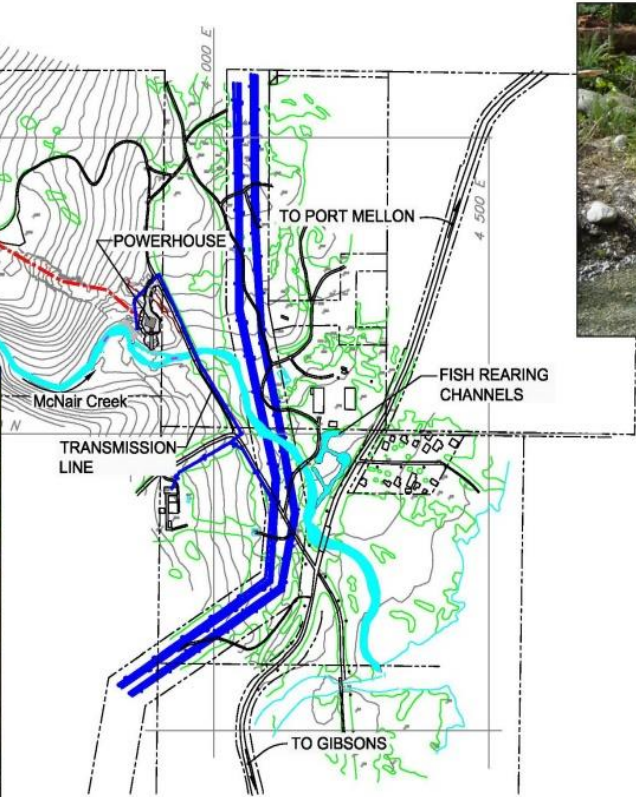 4 000 E
TO PORT MELLON
4 500 E
POWERHOUSE
FISH REARING
CHANNELS
McNair Creek
N
TRANSMISSION
LINE
TO GIBSONS